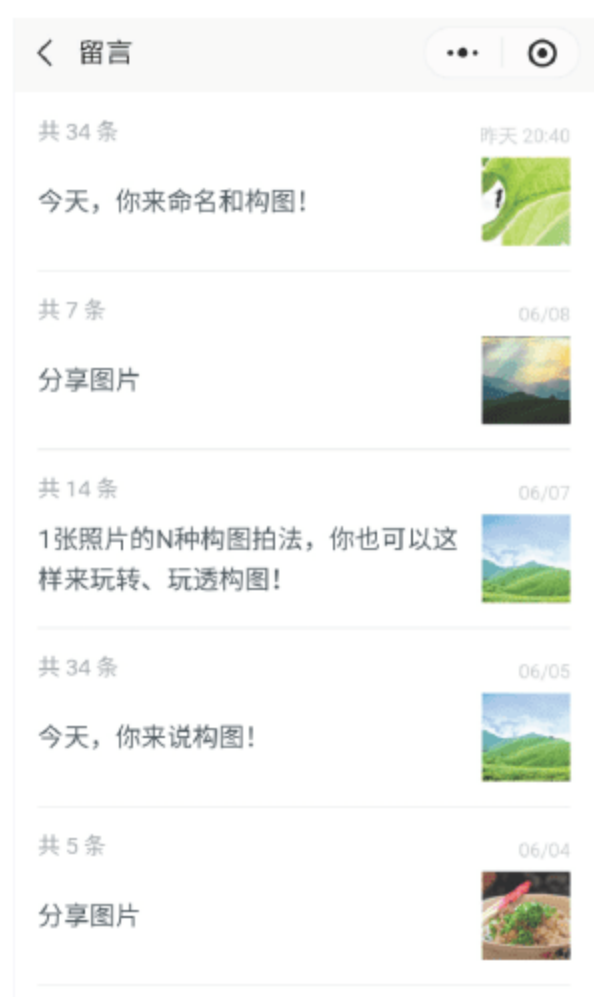 留言
共 34 条
昨天 20:40
今天，你来命名和构图！
共 7 条
06/08
分享图片
共 14 条
06/07
1张照片的N种构图拍法，你也可以这
样来玩转、玩透构图！
共 34 条
06/05
今天，你来说构图！
共 5 条
06/04
分享图片